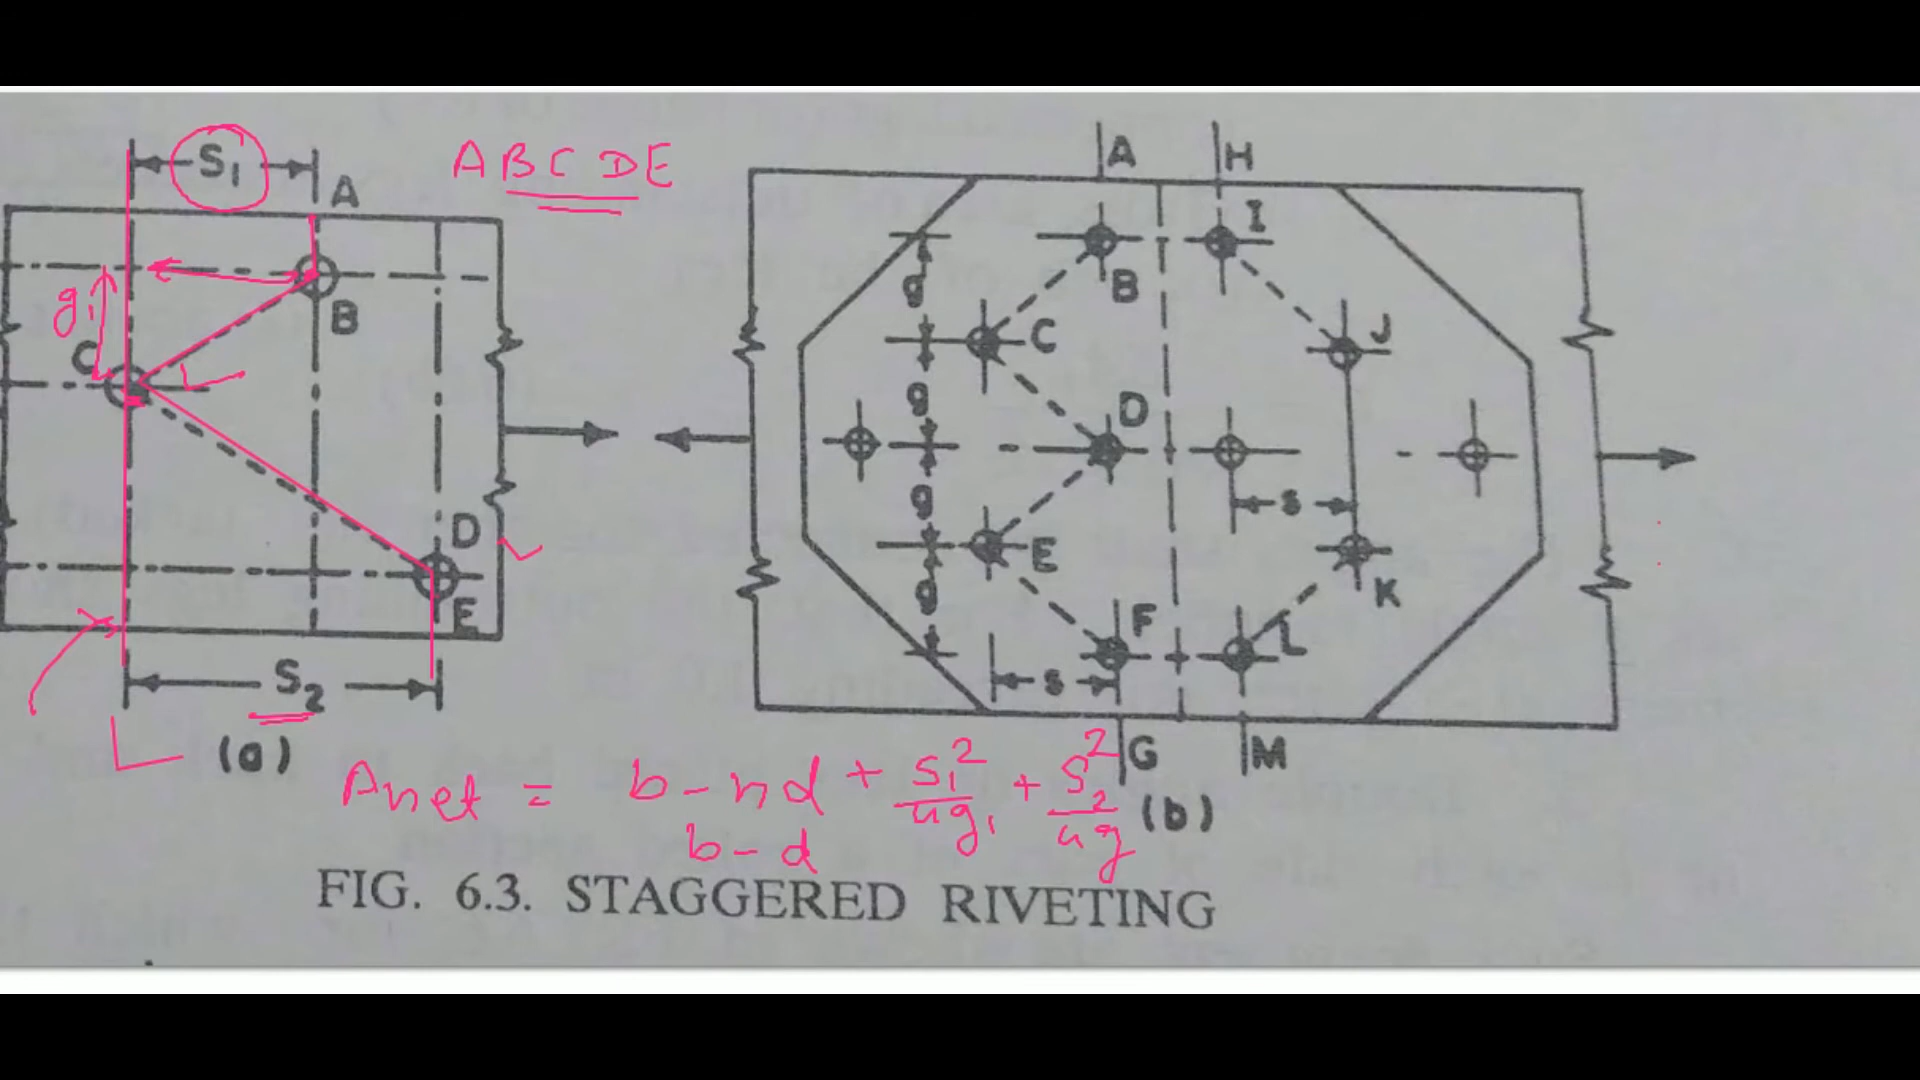 S₁
A
ABCDE
A
H
I
B
g₁
B
g
C
C
J
g
D
g
D
s
E
E
g
K
F
L
s
S₂
(a)
G
M
Anet = b-nd + S₁²/4g₁ + S₂²/4g
(b)
b-d
FIG. 6.3. STAGGERED RIVETING